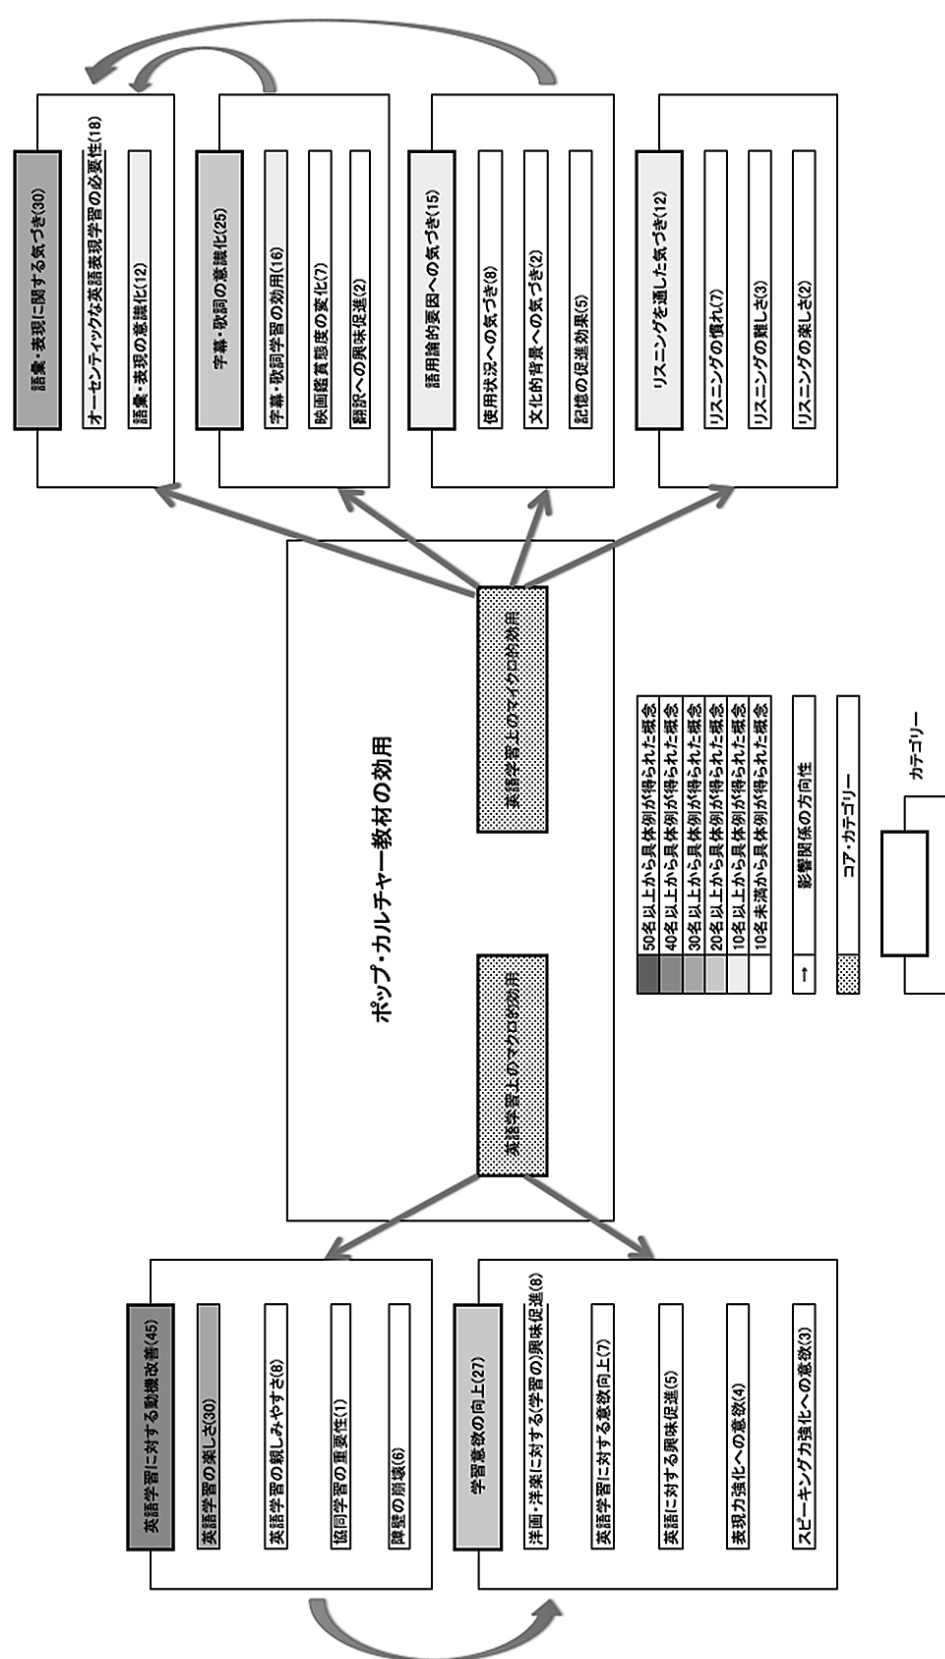 ポップ・カルチャー教材の効用
英語学習上のマクロ的効用
英語学習上のマイクロ的効用
英語学習に対する動機改善(45)
英語学習の楽しさ(30)
英語学習の親しみやすさ(8)
協同学習の重要性(1)
障壁の崩壊(6)
学習意欲の向上(27)
洋画・洋楽に対する(学習の)興味促進(8)
英語学習に対する意欲向上(7)
英語に対する興味促進(5)
表現力強化への意欲(4)
スピーキング力強化への意欲(3)
語彙・表現に関する気づき(30)
オーセンティックな英語表現学習の必要性(18)
語彙・表現の意識化(12)
字幕・歌詞の意識化(25)
字幕・歌詞学習の効用(16)
映画鑑賞態度の変化(7)
翻訳への興味促進(2)
語用論的要因への気づき(15)
使用状況への気づき(8)
文化的背景への気づき(2)
記憶の促進効果(5)
リスニングを通した気づき(12)
リスニングの慣れ(7)
リスニングの難しさ(3)
リスニングの楽しさ(2)
50名以上から具体例が得られた概念
40名以上から具体例が得られた概念
30名以上から具体例が得られた概念
20名以上から具体例が得られた概念
10名以上から具体例が得られた概念
10名未満から具体例が得られた概念
→ 影響関係の方向性
コア・カテゴリー
カテゴリー